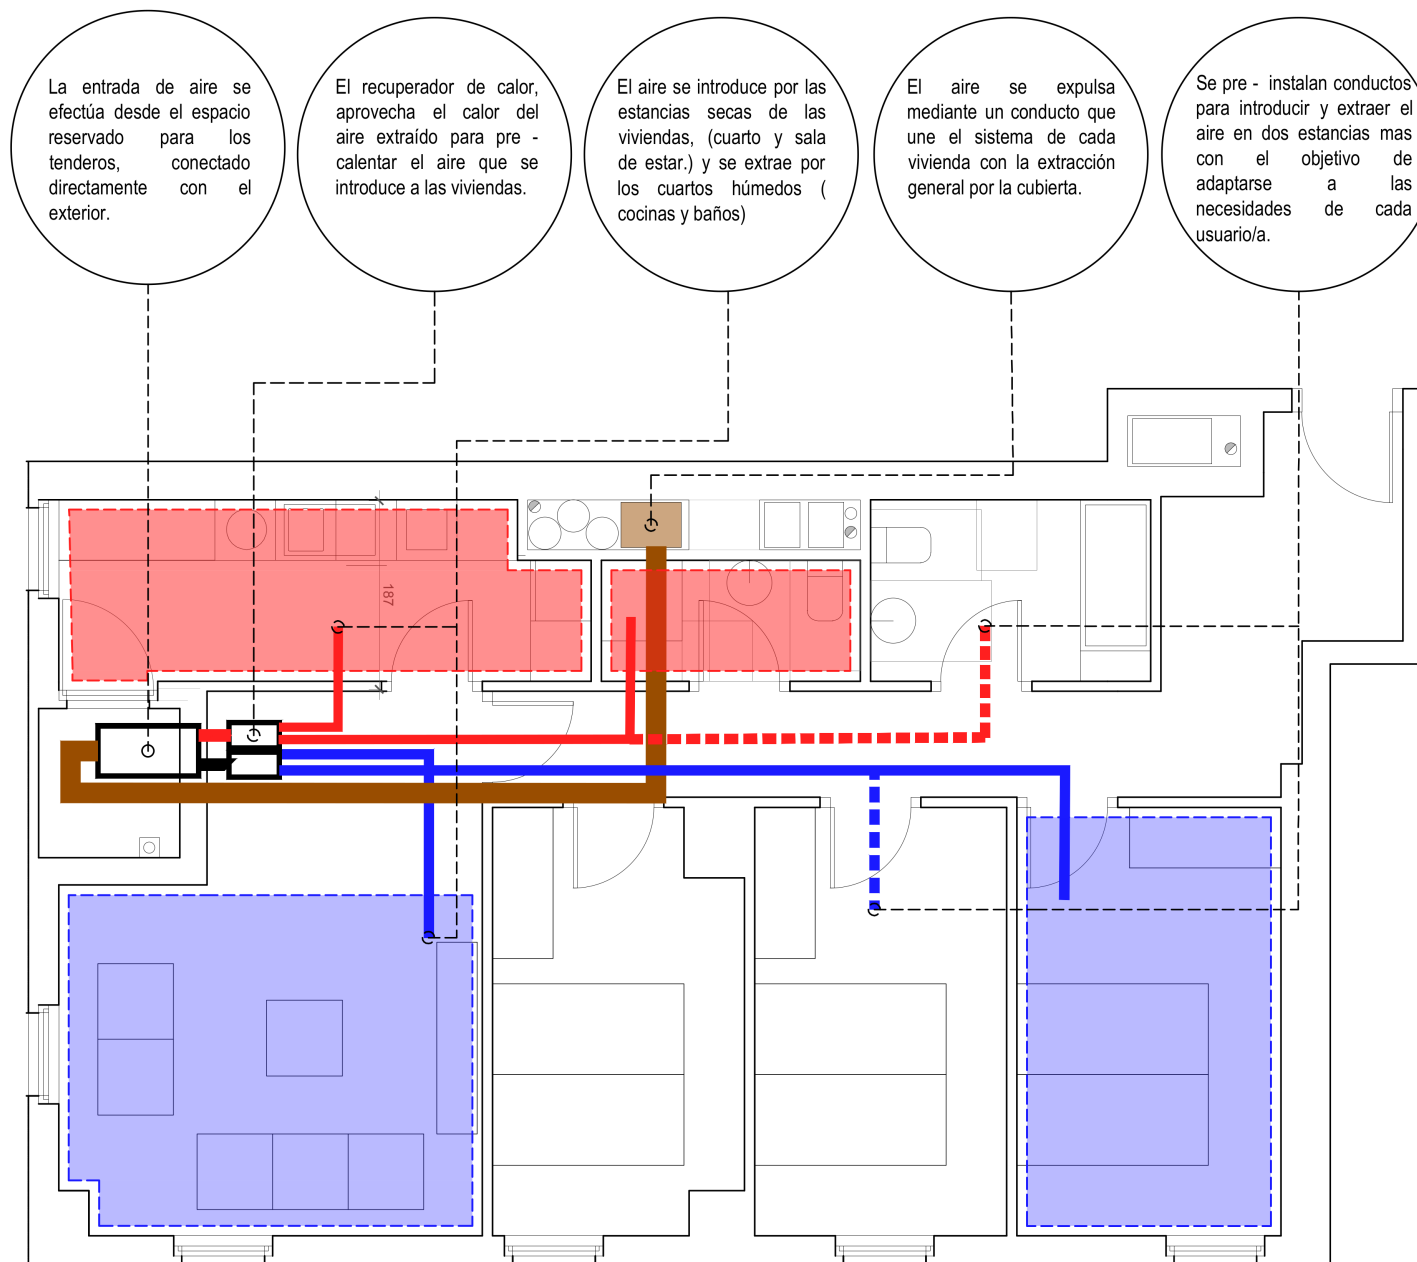 La entrada de aire se
efectúa desde el espacio
reservado para los
tenderos, conectado
directamente con el
exterior.
El recuperador de calor,
aprovecha el calor del
aire extraído para pre -
calentar el aire que se
introduce a las viviendas.
El aire se introduce por las
estancias secas de las
viviendas, (cuarto y sala
de estar.) y se extrae por
los cuartos húmedos (
cocinas y baños)
El aire se expulsa
mediante un conducto que
une el sistema de cada
vivienda con la extracción
general por la cubierta.
Se pre - instalan conductos
para introducir y extraer el
aire en dos estancias mas
con el objetivo de
adaptarse a las
necesidades de cada
usuario/a.
187